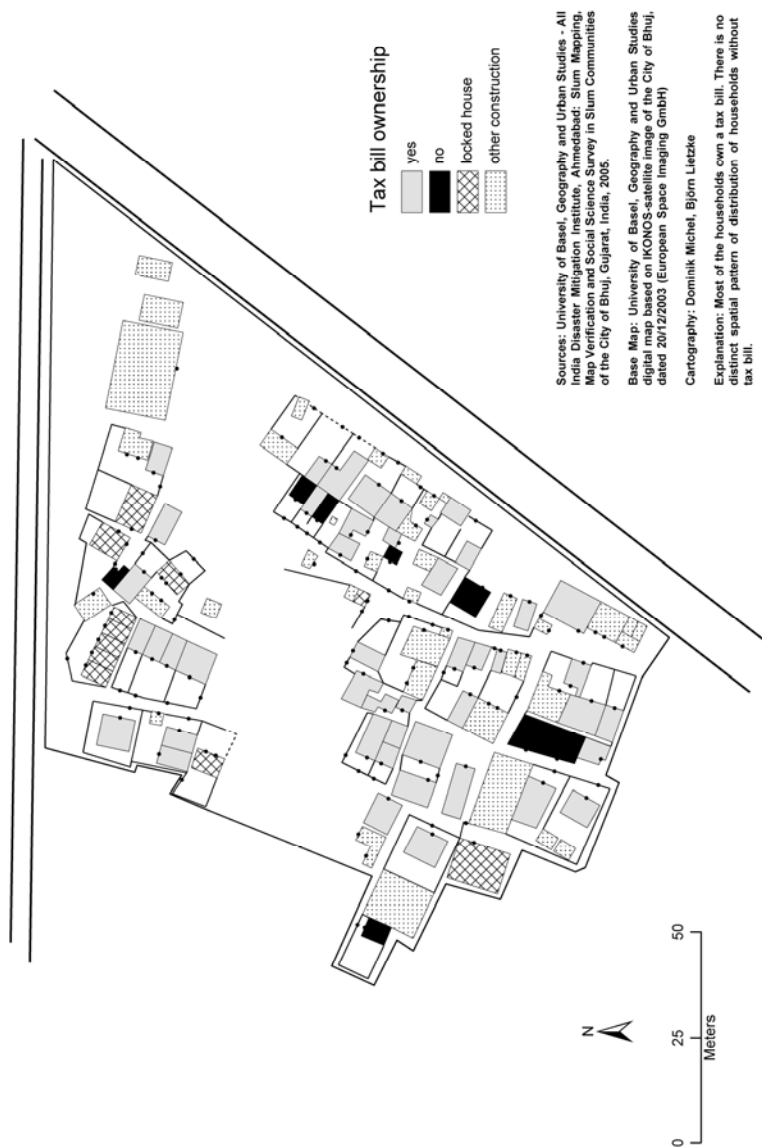 Tax bill ownership
yes
no
locked house
other construction
Sources: University of Basel, Geography and Urban Studies - All
India Disaster Mitigation Institute, Ahmedabad: Slum Mapping,
Map Verification and Social Science Survey in Slum Communities
of the City of Bhuj, Gujarat, India, 2005.
Base Map: University of Basel, Geography and Urban Studies
digital map based on IKONOS-satellite image of the City of Bhuj,
dated 20/12/2003 (European Space Imaging GmbH)
Cartography: Dominik Michel, Björn Lietzke
Explanation: Most of the households own a tax bill. There is no
distinct spatial pattern of distribution of households without
tax bill.
N
0 25 50
Meters